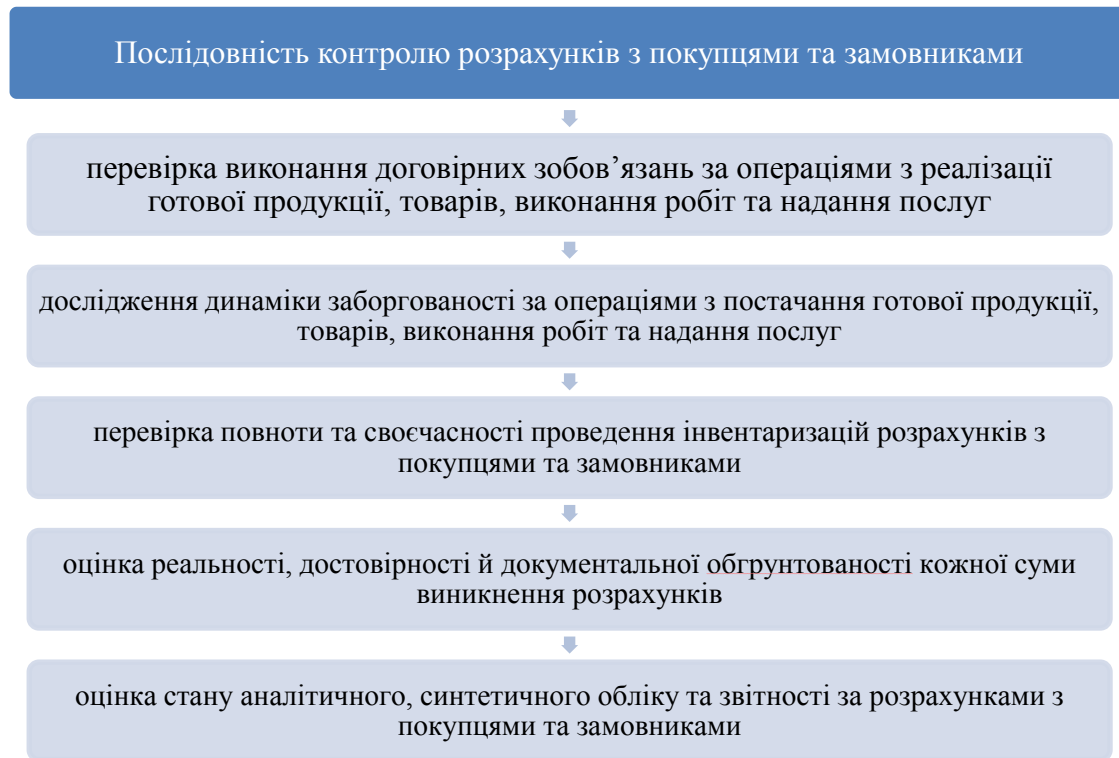 Послідовність контролю розрахунків з покупцями та замовниками
перевірка виконання договірних зобов’язань за операціями з реалізації
готової продукції, товарів, виконання робіт та надання послуг
дослідження динаміки заборгованості за операціями з постачання готової продукції,
товарів, виконання робіт та надання послуг
перевірка повноти та своєчасності проведення інвентаризацій розрахунків з
покупцями та замовниками
оцінка реальності, достовірності й документальної обгрунтованості кожної суми
виникнення розрахунків
оцінка стану аналітичного, синтетичного обліку та звітності за розрахунками з
покупцями та замовниками